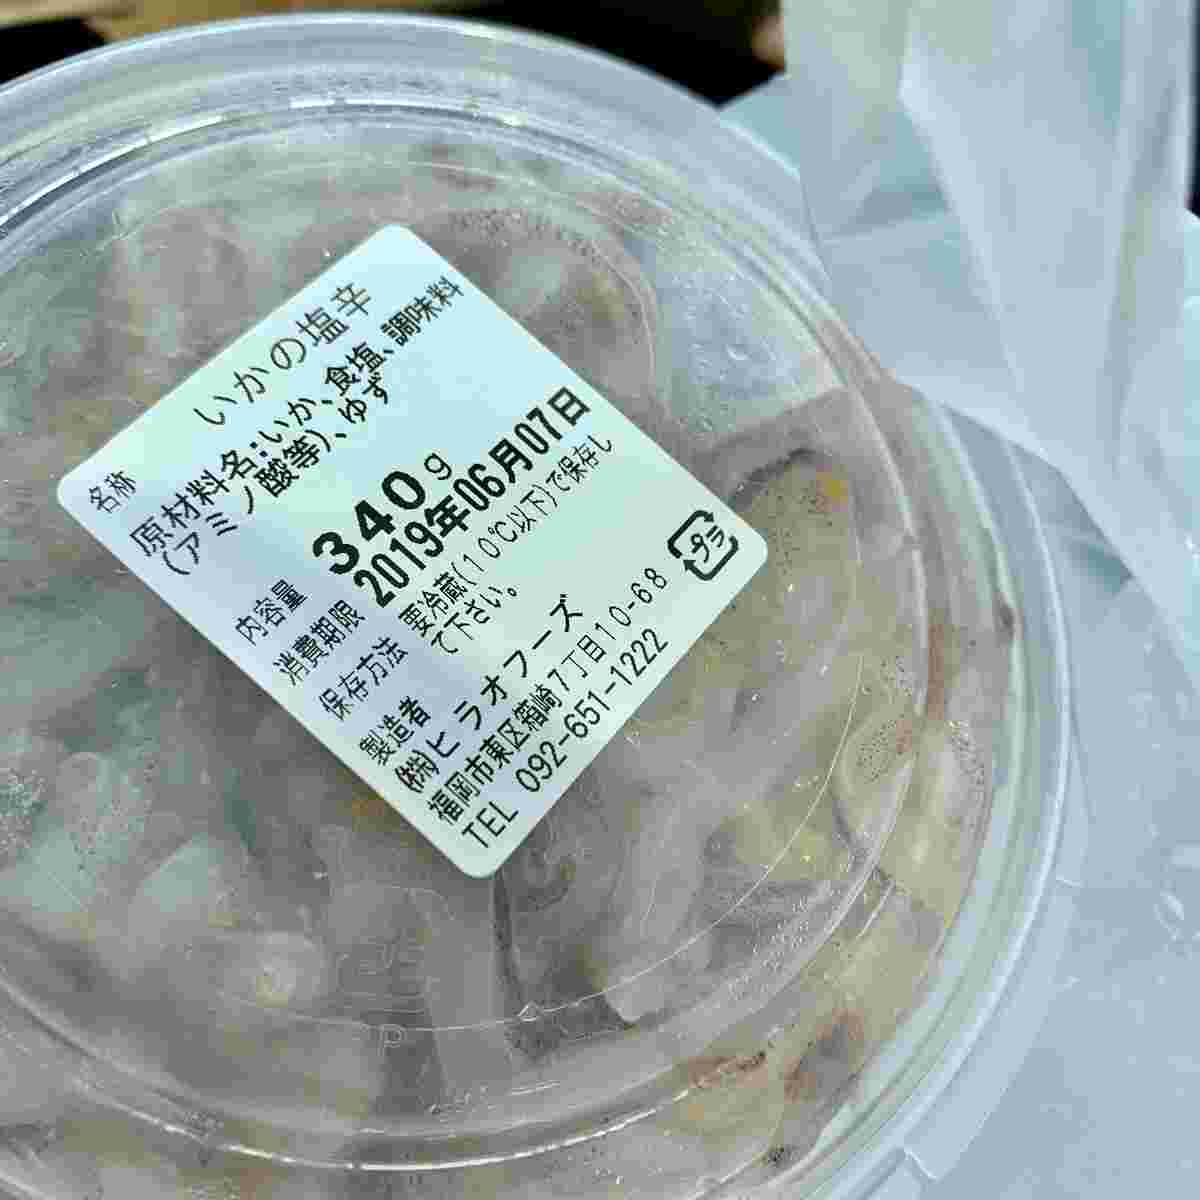 名称 いかの塩辛
原材料名:いか、食塩、調味料
(アミノ酸等)、ゆず
内容量 340g
消費期限 2019年06月07日
保存方法 要冷蔵(10℃以下)で保存し
て下さい。
製造者
㈱ヒラオフーズ
福岡市東区箱崎7丁目10-68
TEL 092-651-1222
プラ